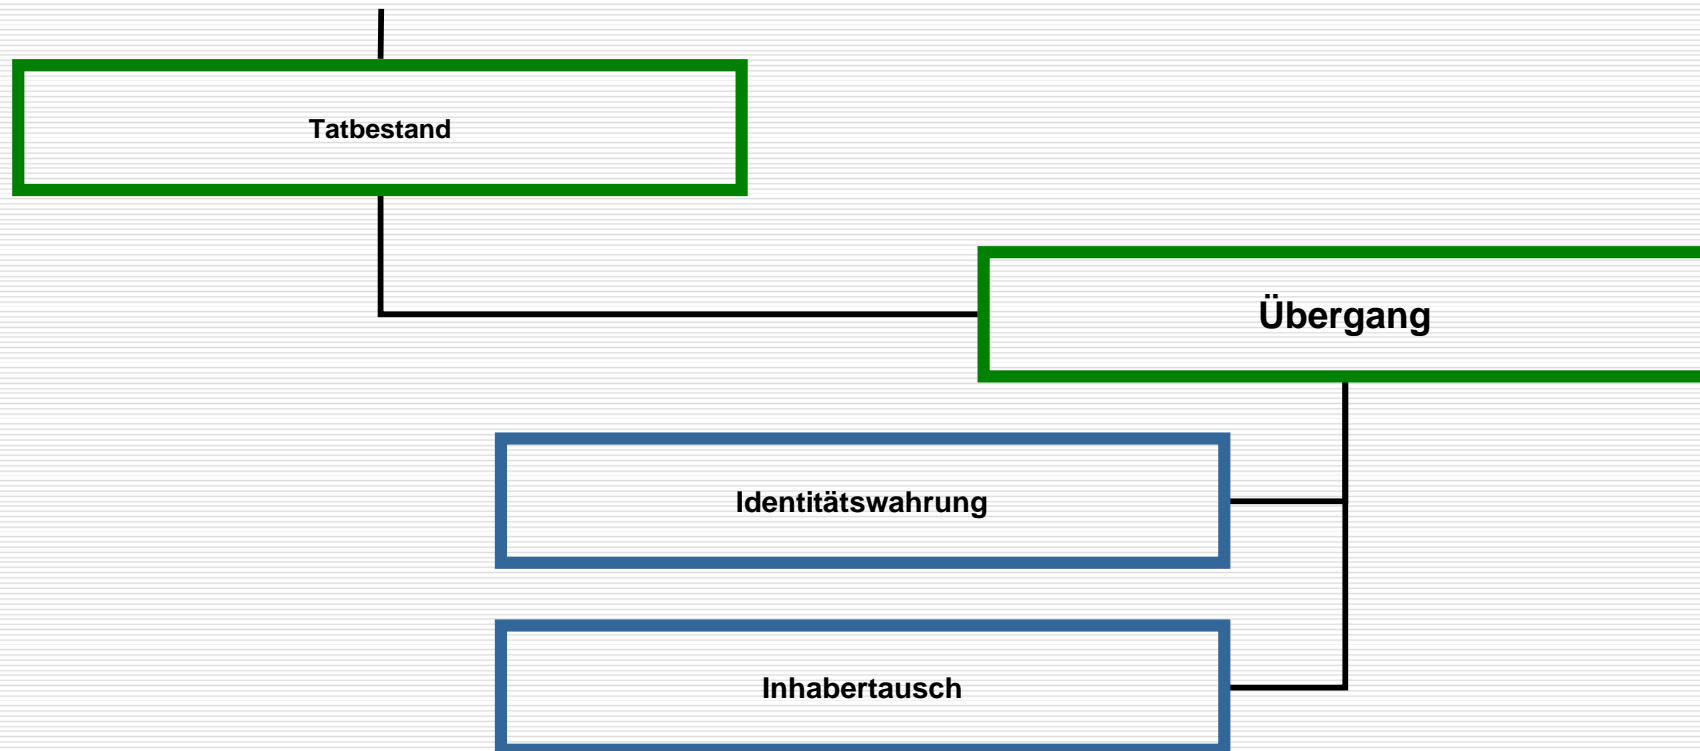 Tatbestand
Übergang
Identitätswahrung
Inhabertausch